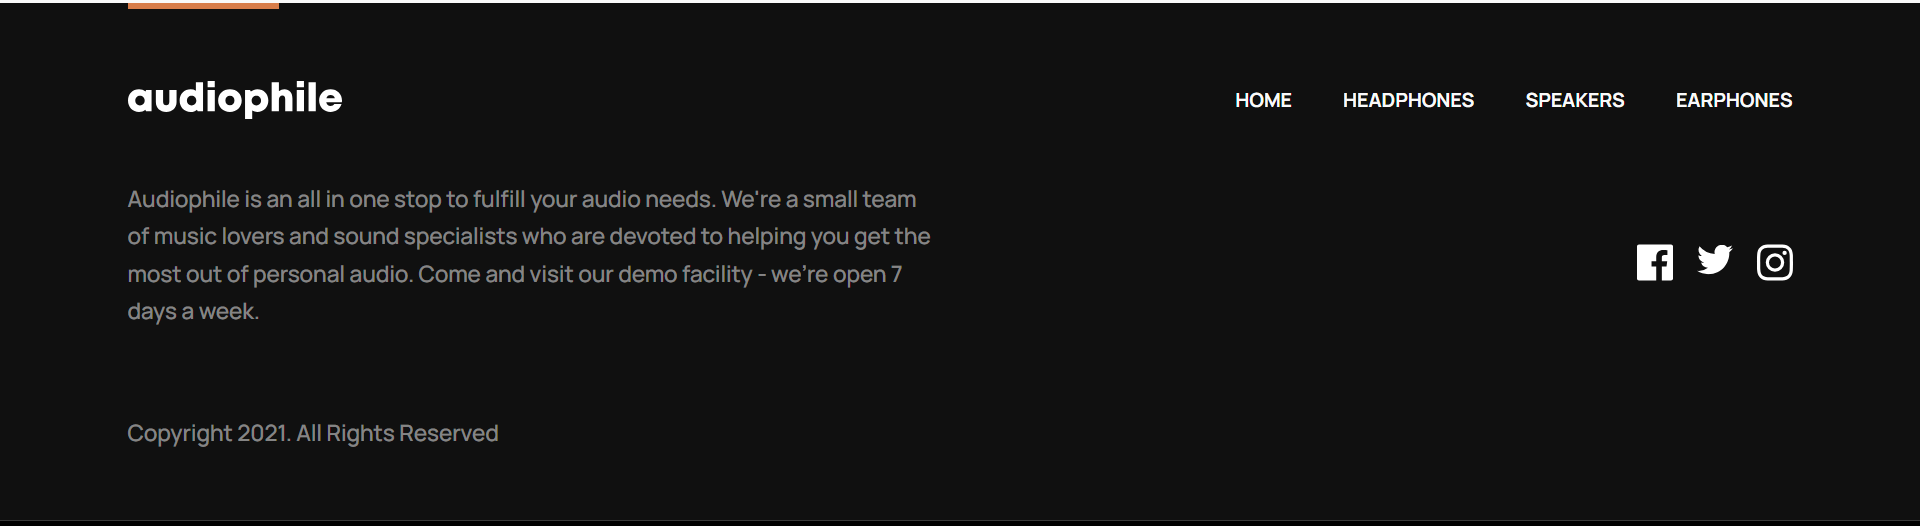 audiophile
HOME HEADPHONES SPEAKERS EARPHONES
Audiophile is an all in one stop to fulfill your audio needs. We're a small team
of music lovers and sound specialists who are devoted to helping you get the
most out of personal audio. Come and visit our demo facility - we’re open 7
days a week.
Copyright 2021. All Rights Reserved